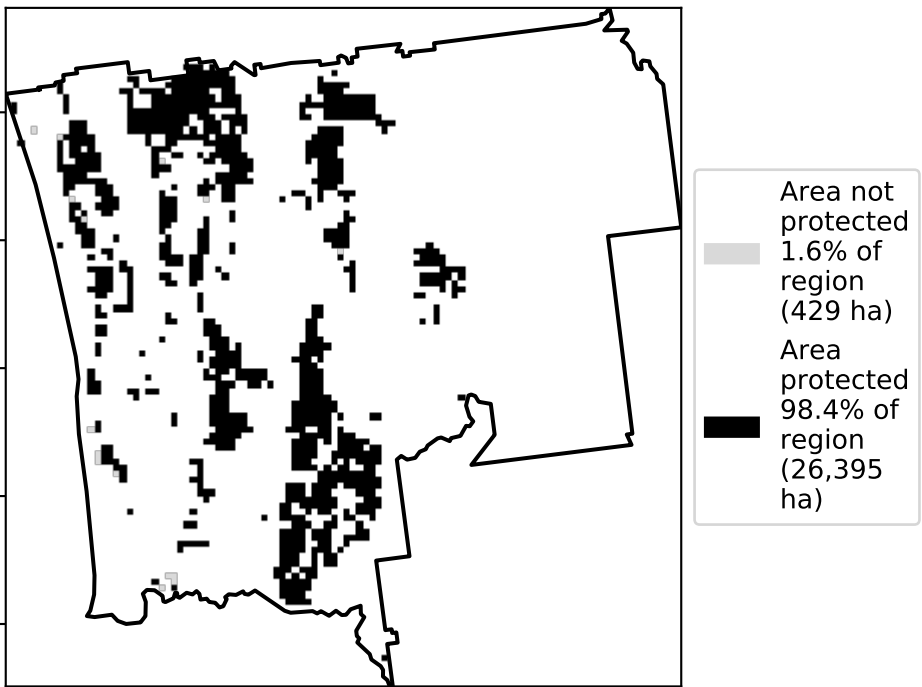 Area not
protected
1.6% of
region
(429 ha)
Area
protected
98.4% of
region
(26,395
ha)